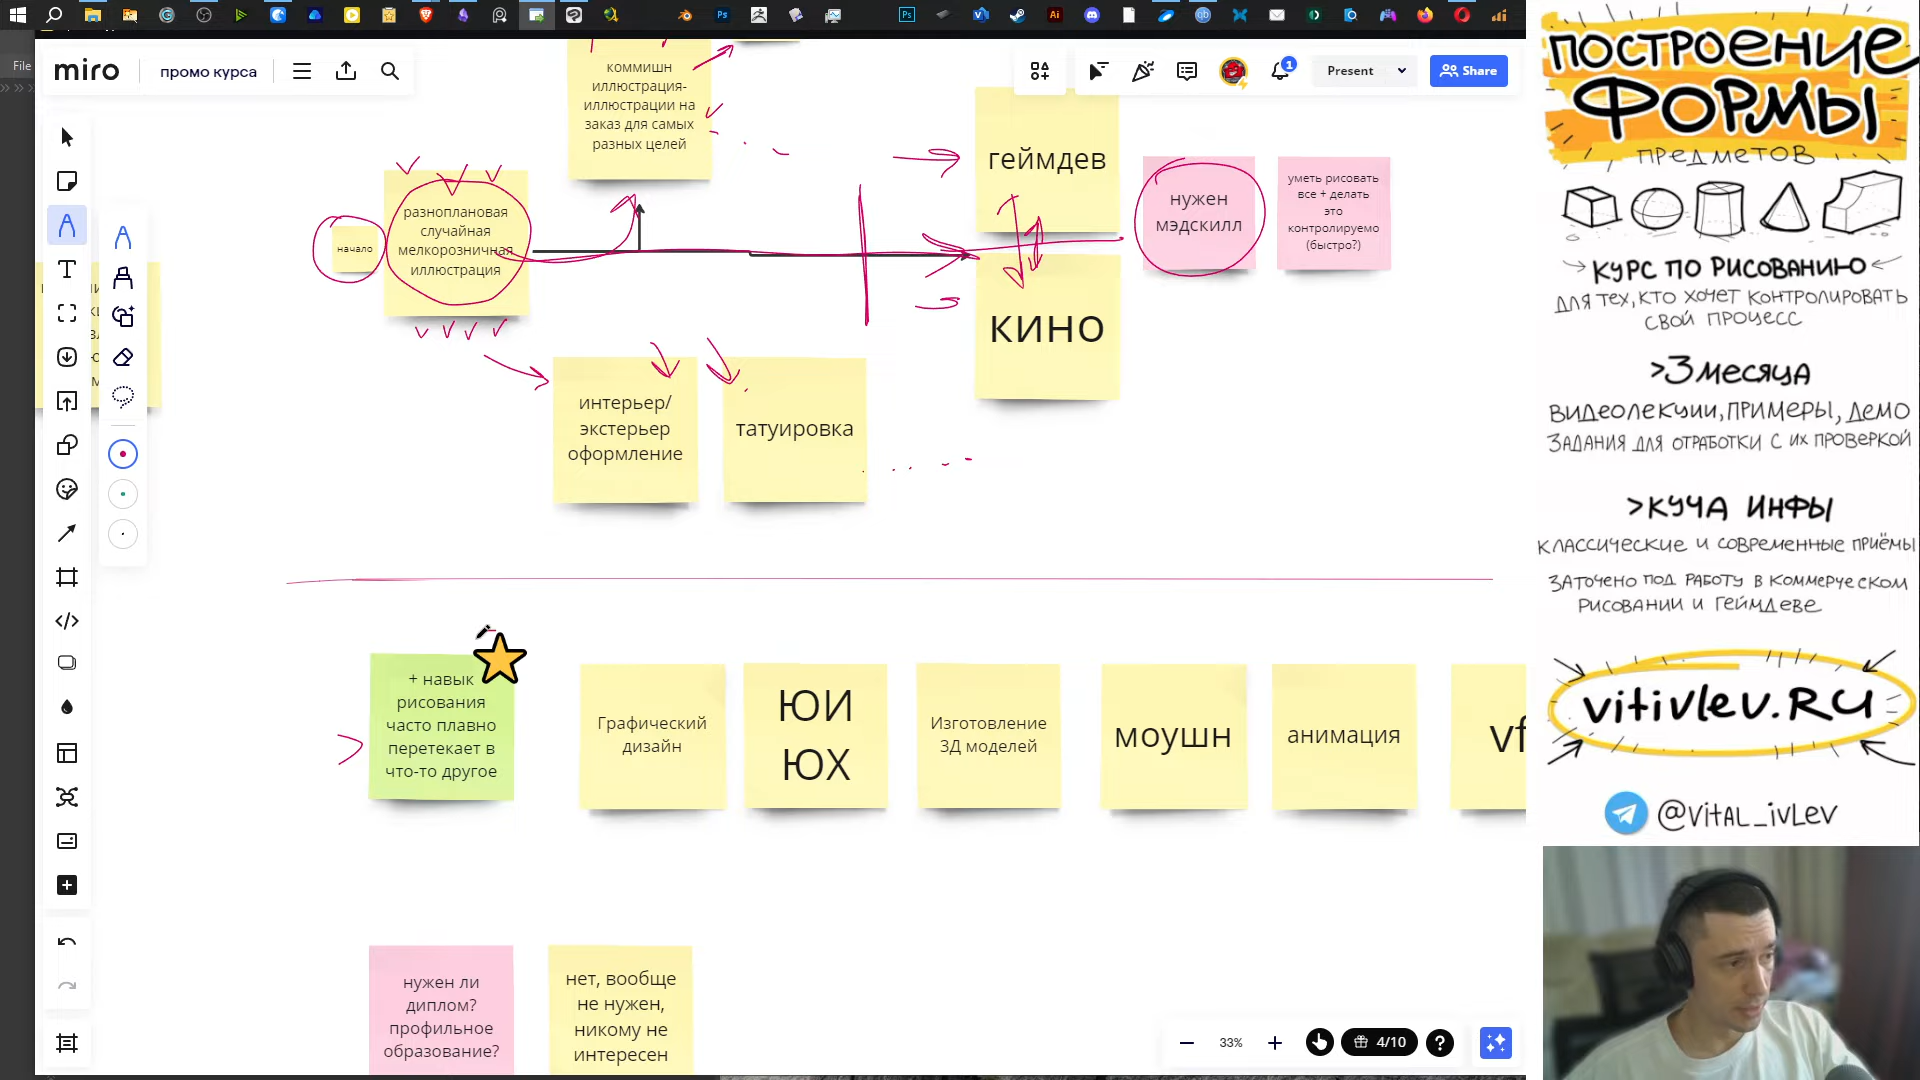 File
miro
промо курса
Present
1
Share
коммишн
иллюстрация-
иллюстрации на
заказ для самых
разных целей
геймдев
нужен
мэдскилл
уметь рисовать
все + делать
это
контролируемо
(быстро?)
начало
разноплановая
случайная
мелкорозничная
иллюстрация
кино
интерьер/
экстерьер
оформление
татуировка
+ навык
рисования
часто плавно
перетекает в
что-то другое
Графический
дизайн
ЮИ
ЮХ
Изготовление
3Д моделей
моушн
анимация
vf
нужен ли
диплом?
профильное
образование?
нет, вообще
не нужен,
никому не
интересен
33%
4/10
ПОСТРОЕНИЕ
ФОРМЫ
ПРЕДМЕТОВ
КУРС ПО РИСОВАНИЮ
ДЛЯ ТЕХ, КТО ХОЧЕТ КОНТРОЛИРОВАТЬ
СВОЙ ПРОЦЕСС
>3 месяца
ВИДЕОЛЕКЦИИ, ПРИМЕРЫ, ДЕМО
ЗАДАНИЯ ДЛЯ ОТРАБОТКИ С ИХ ПРОВЕРКОЙ
>КУЧА ИНФЫ
КЛАССИЧЕСКИЕ И СОВРЕМЕННЫЕ ПРИЁМЫ
ЗАТОЧЕНО ПОД РАБОТУ В КОММЕРЧЕСКОМ
РИСОВАНИИ И ГЕЙМДЕВЕ
vitivlev.RU
@VITAL_IVLEV